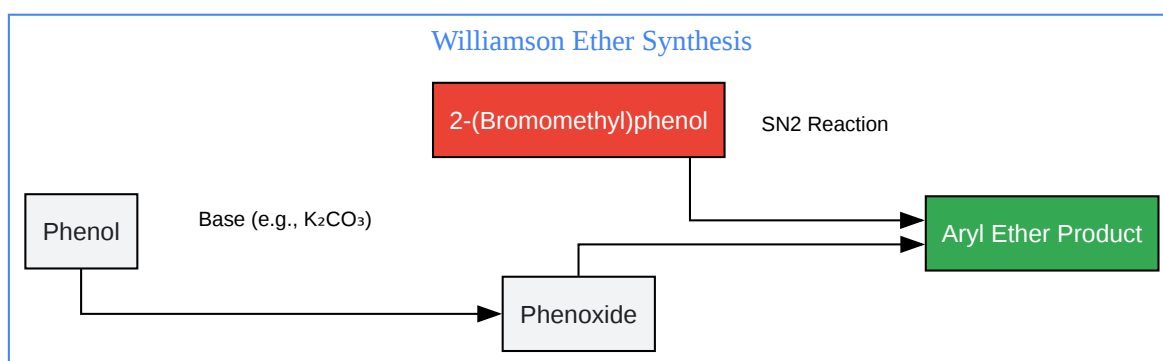 Williamson Ether Synthesis
2-(Bromomethyl)phenol
SN2 Reaction
Phenol
Base (e.g., K₂CO₃)
Aryl Ether Product
Phenoxide